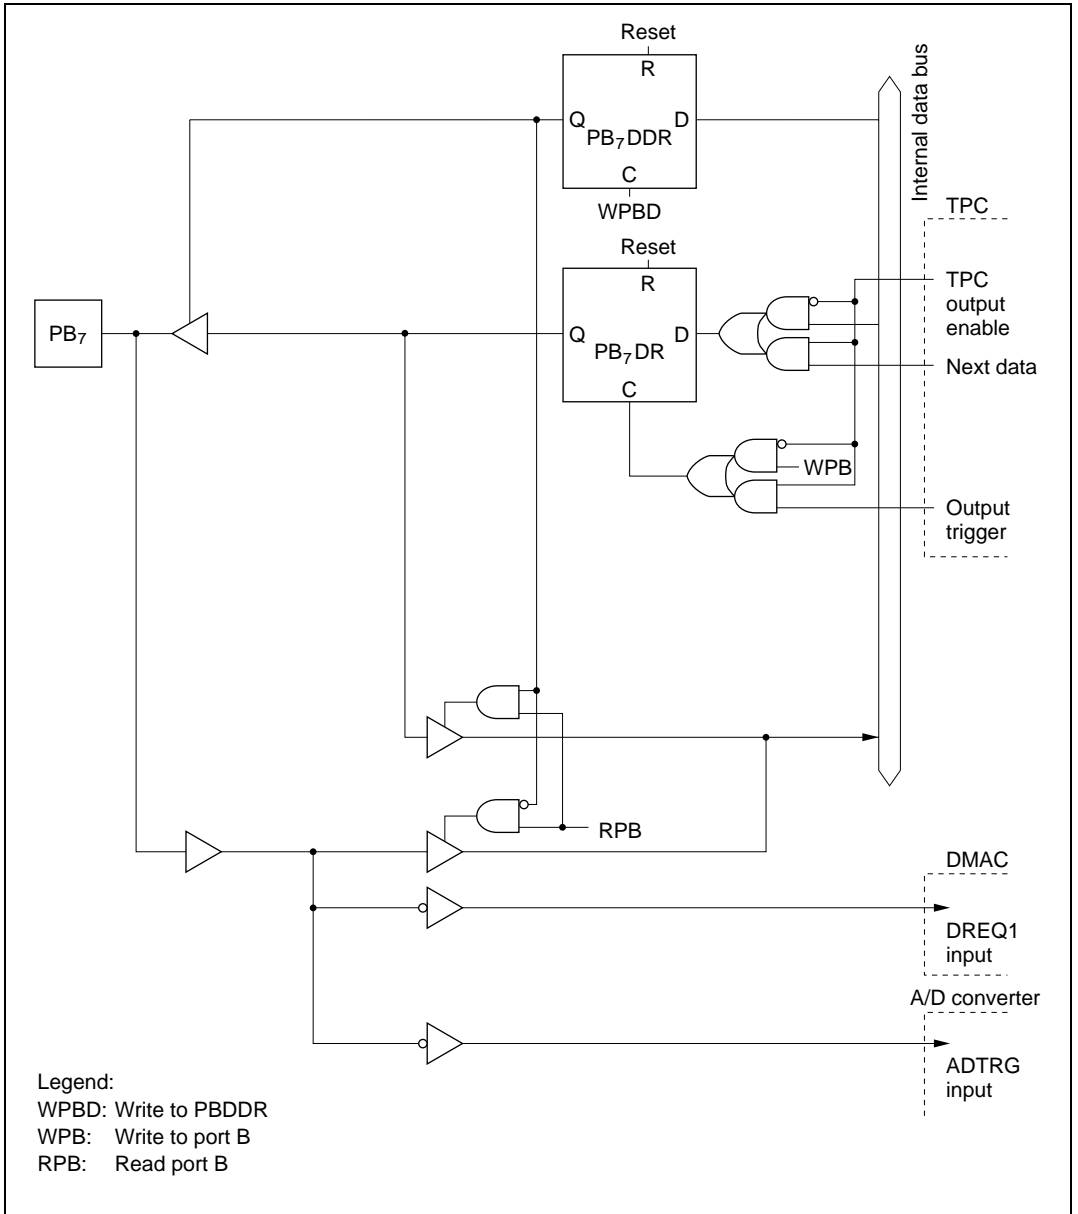 Reset
R
Q
D
PB7DDR
C
WPBD
Internal data bus
TPC
Reset
R
TPC
output
enable
PB7
Q
D
PB7DR
C
Next data
WPB
Output
trigger
RPB
DMAC
DREQ1
input
A/D converter
ADTRG
input
Legend:
WPBD: Write to PBDDR
WPB: Write to port B
RPB: Read port B